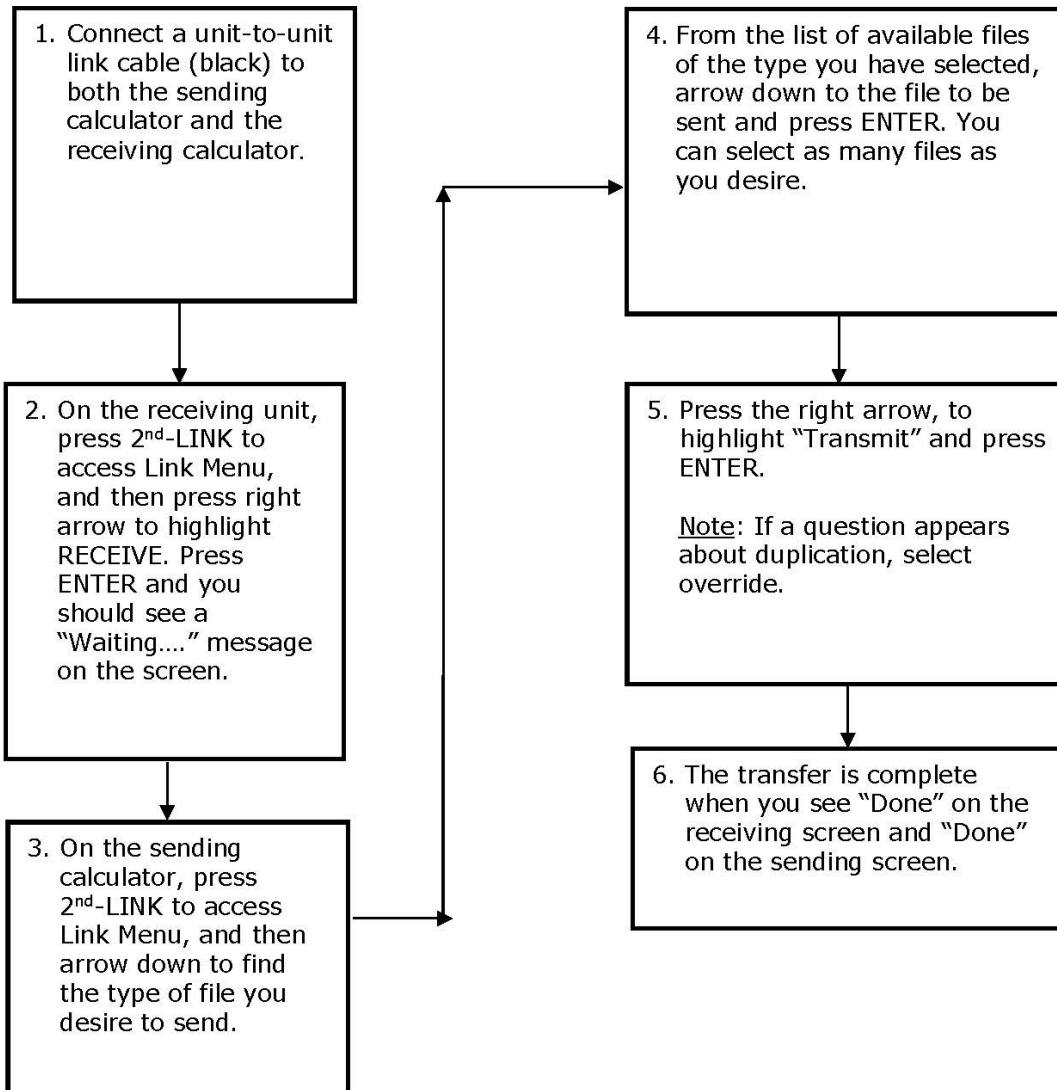 1. Connect a unit-to-unit
link cable (black) to
both the sending
calculator and the
receiving calculator.
2. On the receiving unit,
press 2nd-LINK to
access Link Menu,
and then press right
arrow to highlight
RECEIVE. Press
ENTER and you
should see a
“Waiting....” message
on the screen.
3. On the sending
calculator, press
2nd-LINK to access
Link Menu, and then
arrow down to find
the type of file you
desire to send.
4. From the list of available files
of the type you have selected,
arrow down to the file to be
sent and press ENTER. You
can select as many files as
you desire.
5. Press the right arrow, to
highlight “Transmit” and press
ENTER.
Note: If a question appears
about duplication, select
override.
6. The transfer is complete
when you see “Done” on the
receiving screen and “Done”
on the sending screen.